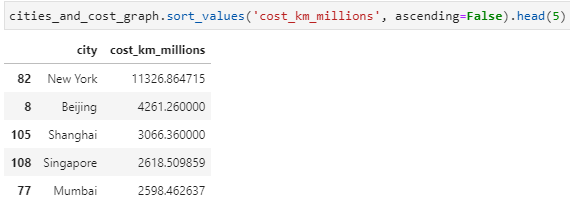 cities_and_cost_graph.sort_values('cost_km_millions', ascending=False).head(5)
city cost_km_millions
82 New York 11326.864715
8 Beijing 4261.260000
105 Shanghai 3066.360000
108 Singapore 2618.509859
77 Mumbai 2598.462637